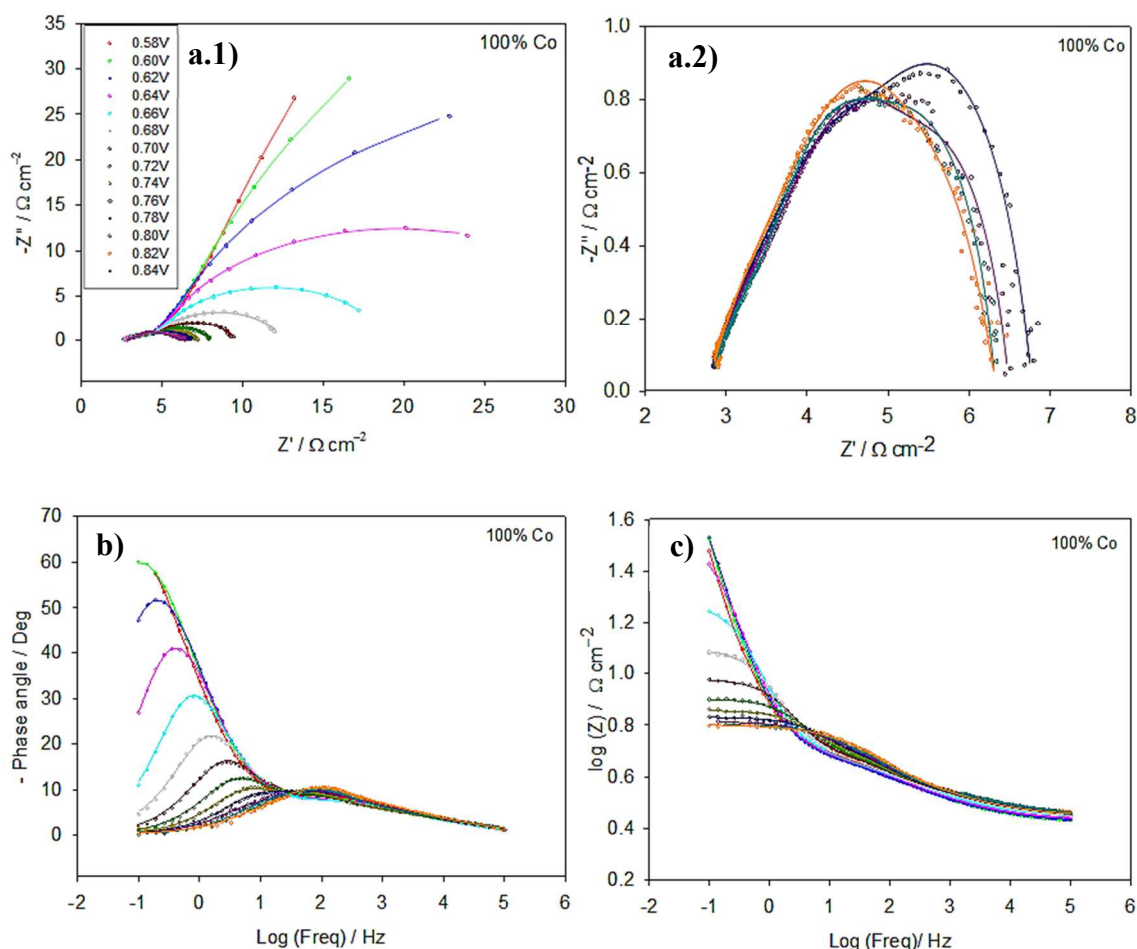 a.1)
100% Co
0.58V
0.60V
0.62V
0.64V
0.66V
0.68V
0.70V
0.72V
0.74V
0.76V
0.78V
0.80V
0.82V
0.84V
35
30
25
20
15
10
5
0
-5
-Z" / Ω cm⁻²
0 5 10 15 20 25 30
Z' / Ω cm⁻²
a.2)
100% Co
1.0
0.8
0.6
0.4
0.2
0.0
-Z" / Ω cm-2
2 3 4 5 6 7 8
Z' / Ω cm-2
b)
100% Co
70
60
50
40
30
20
10
0
- Phase angle / Deg
-2 -1 0 1 2 3 4 5 6
Log (Freq) / Hz
c)
100% Co
1.6
1.4
1.2
1.0
0.8
0.6
0.4
0.2
log (Z) / Ω cm⁻²
-2 -1 0 1 2 3 4 5 6
Log (Freq)/ Hz